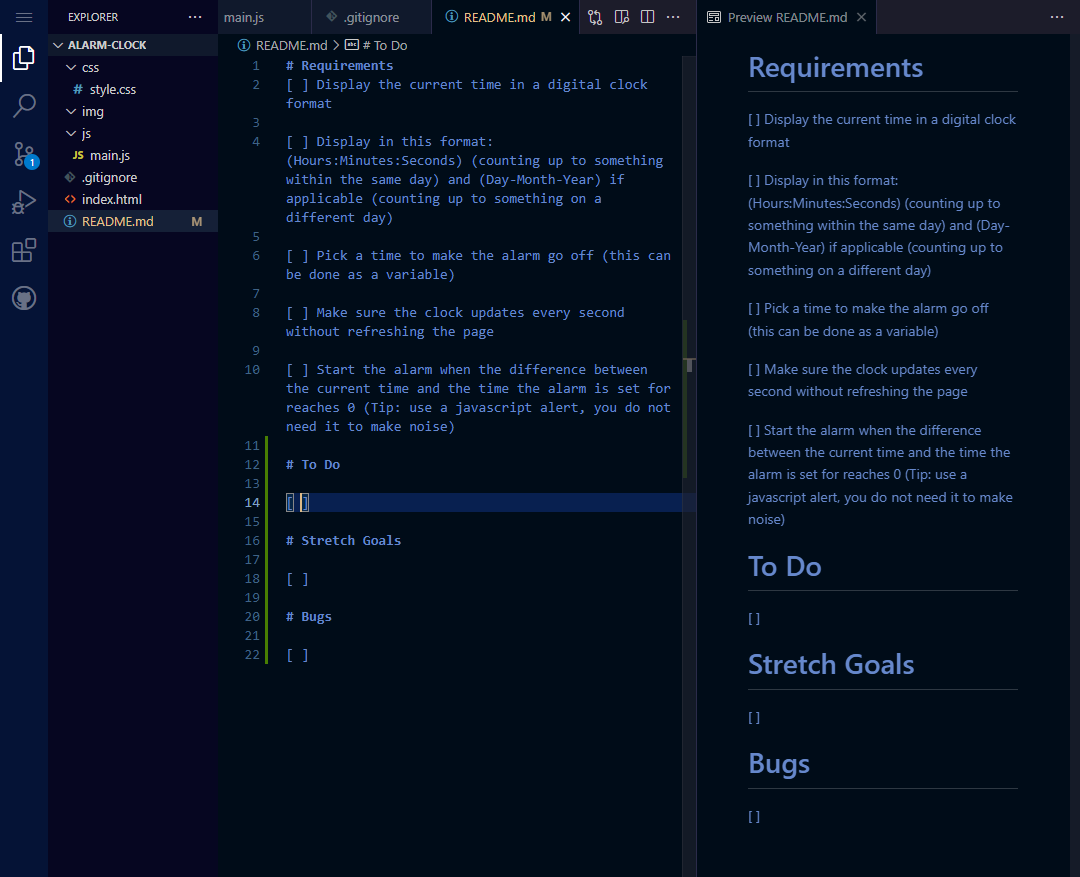 EXPLORER
ALARM-CLOCK
css
# style.css
img
js
JS main.js
.gitignore
<> index.html
README.md M
1
main.js
.gitignore
README.md M
README.md > # To Do
1 # Requirements
2 [ ] Display the current time in a digital clock
format
3
4 [ ] Display in this format:
(Hours:Minutes:Seconds) (counting up to something
within the same day) and (Day-Month-Year) if
applicable (counting up to something on a
different day)
5
6 [ ] Pick a time to make the alarm go off (this can
be done as a variable)
7
8 [ ] Make sure the clock updates every second
without refreshing the page
9
10 [ ] Start the alarm when the difference between
the current time and the time the alarm is set for
reaches 0 (Tip: use a javascript alert, you do not
need it to make noise)
11
12 # To Do
13
14 [ ]
15
16 # Stretch Goals
17
18 [ ]
19
20 # Bugs
21
22 [ ]
Preview README.md
Requirements
[ ] Display the current time in a digital clock
format
[ ] Display in this format:
(Hours:Minutes:Seconds) (counting up to
something within the same day) and (Day-
Month-Year) if applicable (counting up to
something on a different day)
[ ] Pick a time to make the alarm go off
(this can be done as a variable)
[ ] Make sure the clock updates every
second without refreshing the page
[ ] Start the alarm when the difference
between the current time and the time the
alarm is set for reaches 0 (Tip: use a
javascript alert, you do not need it to make
noise)
To Do
[ ]
Stretch Goals
[ ]
Bugs
[ ]